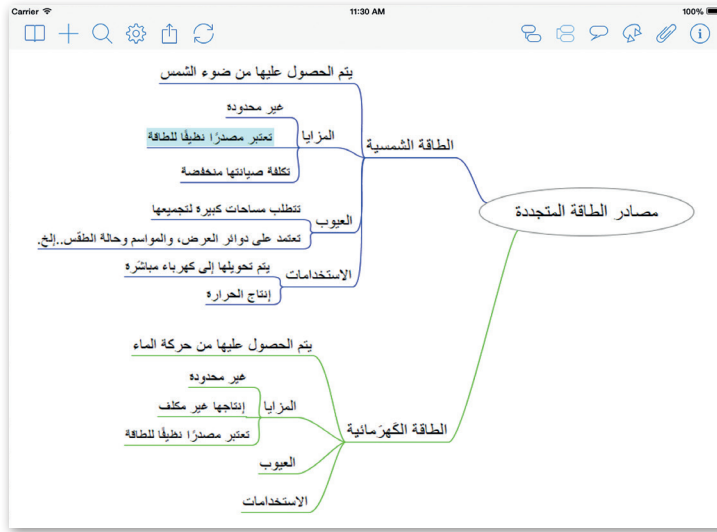 Carrier
11:30 AM
100%
مصادر الطاقة المتجددة
الطاقة الشمسية
يتم الحصول عليها من ضوء الشمس
المزايا
غير محدوده
تعتبر مصدرًا نظيفًا للطاقة
تكلفة صيانتها منخفضة
العيوب
تتطلب مساحات كبيرة لتجميعها
تعتمد على دوائر العرض، والمواسم وحالة الطقس..إلخ.
الاستخدامات
يتم تحويلها إلى كهرباء مباشرة
إنتاج الحرارة
الطاقة الكَهرَمائية
يتم الحصول عليها من حركة الماء
المزايا
غير محدوده
إنتاجها غير مكلف
تعتبر مصدرًا نظيفًا للطاقة
العيوب
الاستخدامات